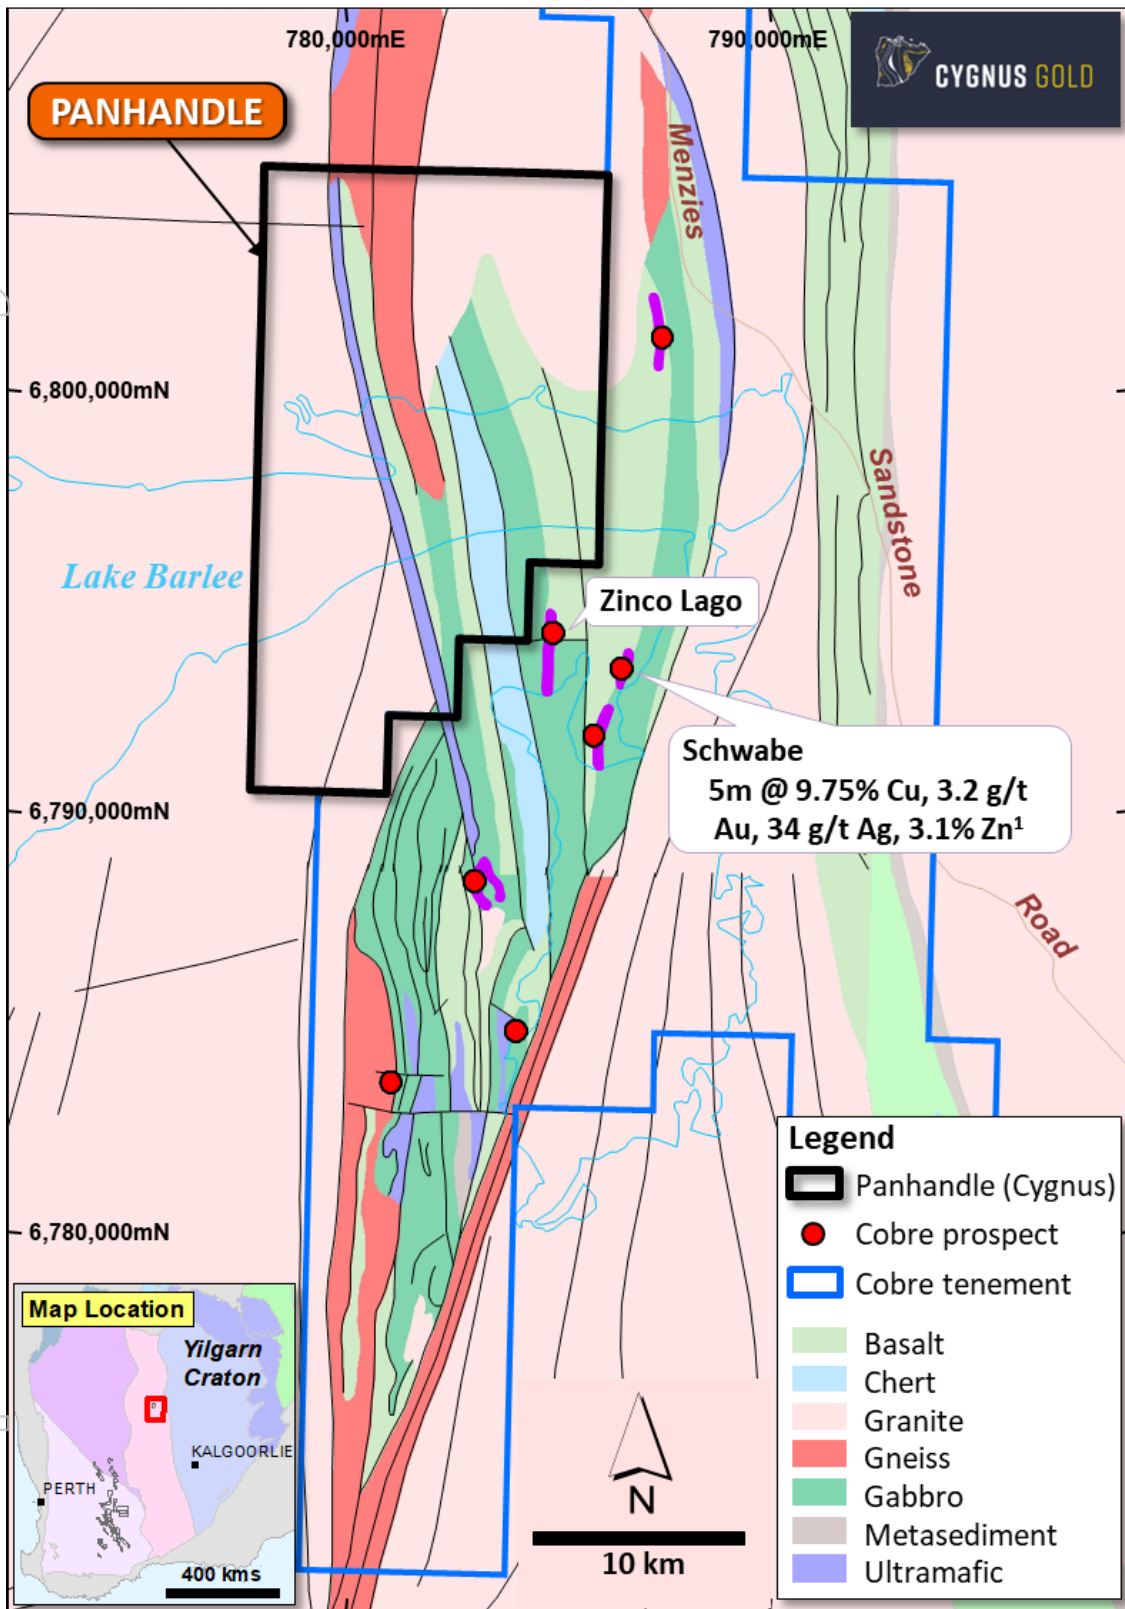 780,000mE
790,000mE
CYGNUS GOLD
PANHANDLE
Menzies
6,800,000mN
Sandstone
Lake Barlee
Zinco Lago
Schwabe
5m @ 9.75% Cu, 3.2 g/t
Au, 34 g/t Ag, 3.1% Zn¹
6,790,000mN
Road
6,780,000mN
Legend
Panhandle (Cygnus)
Cobre prospect
Cobre tenement
Basalt
Chert
Granite
Gneiss
Gabbro
Metasediment
Ultramafic
Map Location
Yilgarn
Craton
KALGOORLIE
PERTH
400 kms
N
10 km